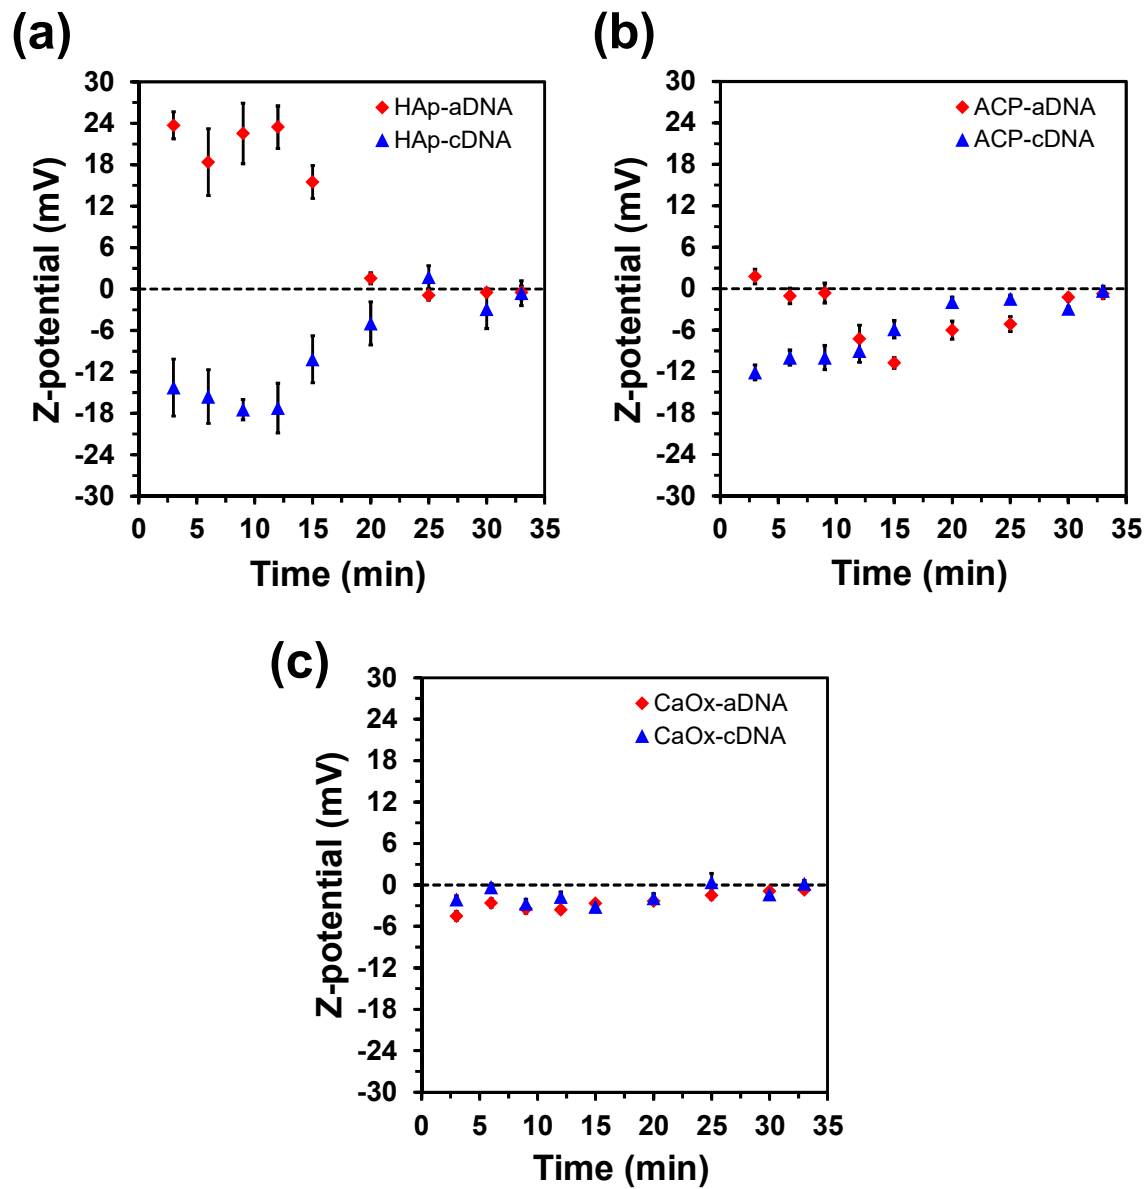 (a)
30
24
18
12
6
0
-6
-12
-18
-24
-30
Z-potential (mV)
HAp-aDNA
HAp-cDNA
0 5 10 15 20 25 30 35
Time (min)
(b)
30
24
18
12
6
0
-6
-12
-18
-24
-30
Z-potential (mV)
ACP-aDNA
ACP-cDNA
0 5 10 15 20 25 30 35
Time (min)
(c)
30
24
18
12
6
0
-6
-12
-18
-24
-30
Z-potential (mV)
CaOx-aDNA
CaOx-cDNA
0 5 10 15 20 25 30 35
Time (min)